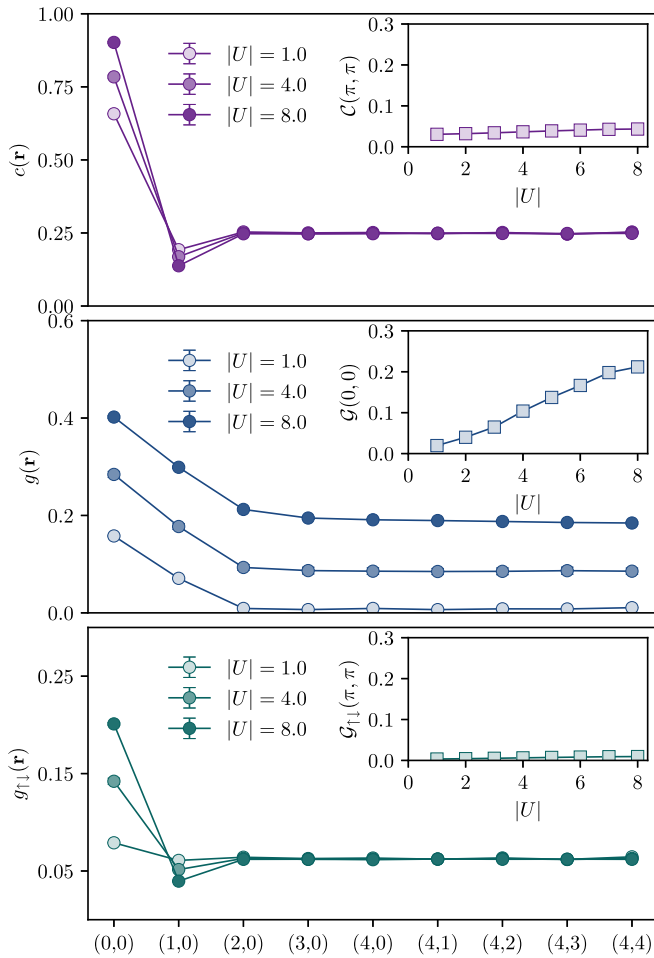 1.00
0.75
0.50
0.25
0.00
c(r)
|U| = 1.0
|U| = 4.0
|U| = 8.0
0.3
0.2
0.1
0.0
C(π, π)
0 2 4 6 8
|U|
0.6
0.4
0.2
0.0
g(r)
|U| = 1.0
|U| = 4.0
|U| = 8.0
0.3
0.2
0.1
0.0
G(0, 0)
0 2 4 6 8
|U|
0.25
0.15
0.05
g↑↓(r)
|U| = 1.0
|U| = 4.0
|U| = 8.0
0.3
0.2
0.1
0.0
G↑↓(π, π)
0 2 4 6 8
|U|
(0,0) (1,0) (2,0) (3,0) (4,0) (4,1) (4,2) (4,3) (4,4)